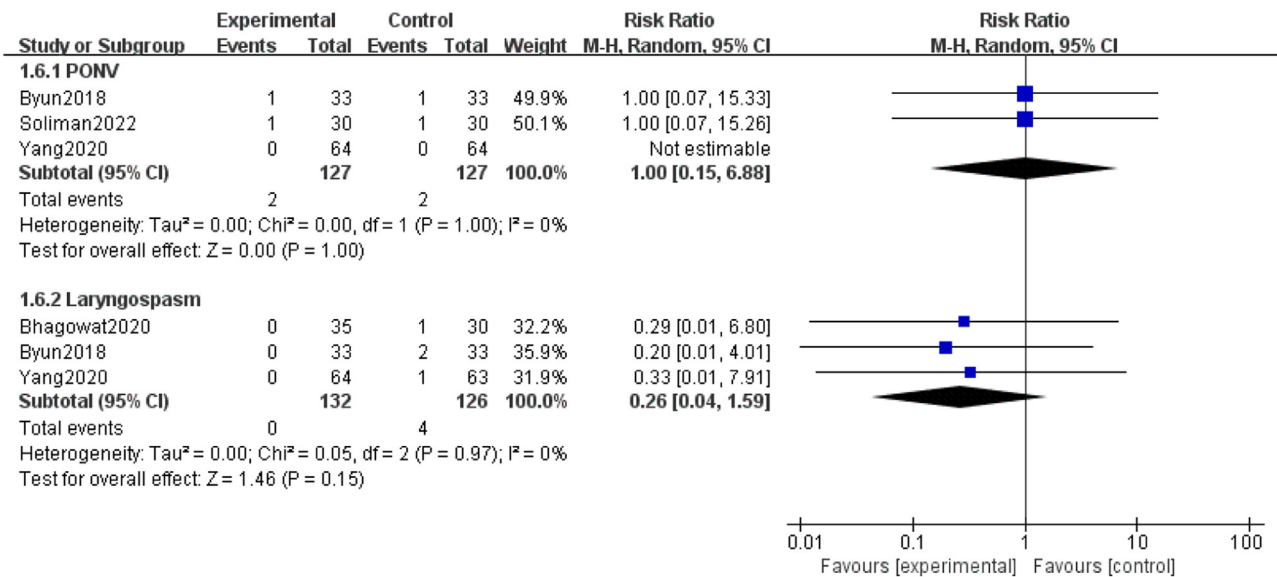 Experimental Control Risk Ratio Risk Ratio
Study or Subgroup Events Total Events Total Weight M-H, Random, 95% CI M-H, Random, 95% CI
1.6.1 PONV
Byun2018 1 33 1 33 49.9% 1.00 [0.07, 15.33]
Soliman2022 1 30 1 30 50.1% 1.00 [0.07, 15.26]
Yang2020 0 64 0 64 Not estimable
Subtotal (95% CI) 127 127 100.0% 1.00 [0.15, 6.88]
Total events 2 2
Heterogeneity: Tau² = 0.00; Chi² = 0.00, df = 1 (P = 1.00); I² = 0%
Test for overall effect: Z = 0.00 (P = 1.00)
1.6.2 Laryngospasm
Bhagowat2020 0 35 1 30 32.2% 0.29 [0.01, 6.80]
Byun2018 0 33 2 33 35.9% 0.20 [0.01, 4.01]
Yang2020 0 64 1 63 31.9% 0.33 [0.01, 7.91]
Subtotal (95% CI) 132 126 100.0% 0.26 [0.04, 1.59]
Total events 0 4
Heterogeneity: Tau² = 0.00; Chi² = 0.05, df = 2 (P = 0.97); I² = 0%
Test for overall effect: Z = 1.46 (P = 0.15)
0.01 0.1 1 10 100
Favours [experimental] Favours [control]